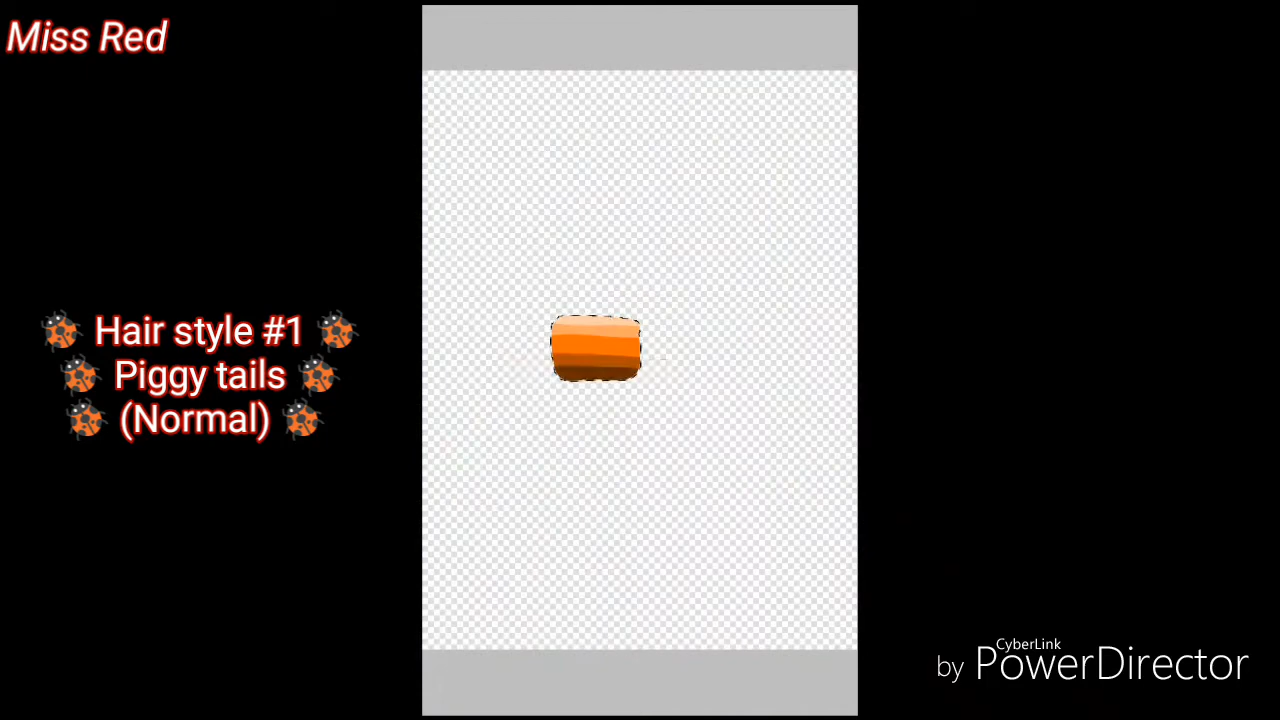 Miss Red
🐞 Hair style #1 🐞
🐞 Piggy tails 🐞
🐞 (Normal) 🐞
CyberLink
by PowerDirector